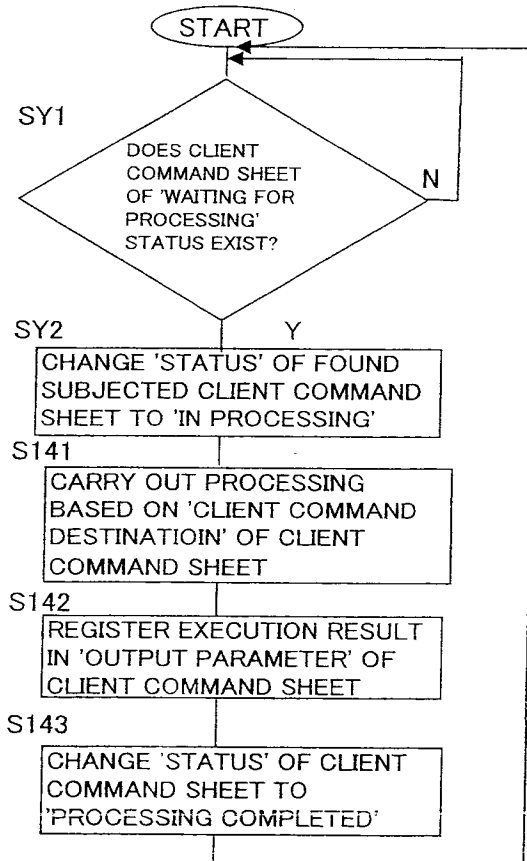 START
SY1
DOES CLIENT
COMMAND SHEET
OF 'WAITING FOR
PROCESSING'
STATUS EXIST?
N
SY2
Y
CHANGE 'STATUS' OF FOUND
SUBJECTED CLIENT COMMAND
SHEET TO 'IN PROCESSING'
S141
CARRY OUT PROCESSING
BASED ON 'CLIENT COMMAND
DESTINATIOIN' OF CLIENT
COMMAND SHEET
S142
REGISTER EXECUTION RESULT
IN 'OUTPUT PARAMETER' OF
CLIENT COMMAND SHEET
S143
CHANGE 'STATUS' OF CLIENT
COMMAND SHEET TO
'PROCESSING COMPLETED'